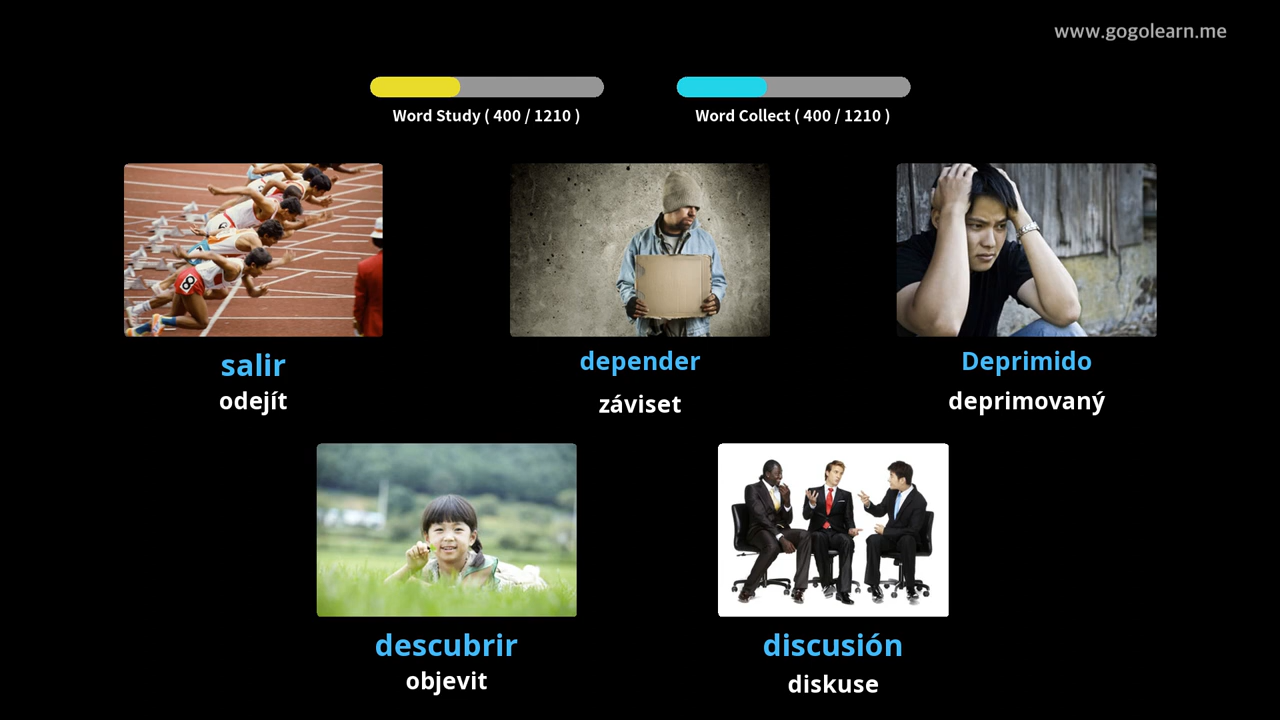 www.gogolearn.me
Word Study ( 400 / 1210 )
Word Collect ( 400 / 1210 )
8
salir
odejít
depender
záviset
Deprimido
deprimovaný
descubrir
objevit
discusión
diskuse